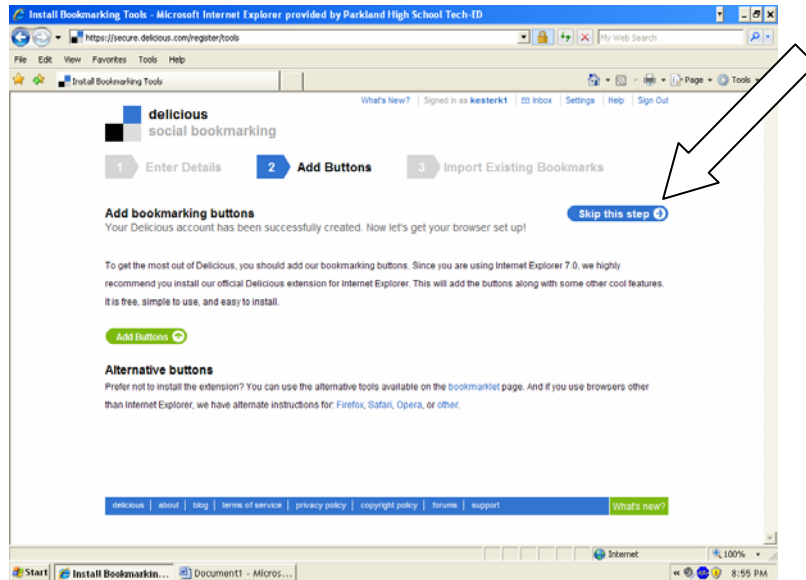 Install Bookmarking Tools - Microsoft Internet Explorer provided by Parkland High School Tech-ED
https://secure.delicious.com/register/tools
My Web Search
File Edit View Favorites Tools Help
Install Bookmarking Tools
Page Tools
What's New? Signed in as kesterk1 Inbox Settings Help Sign Out
delicious
social bookmarking
1 Enter Details 2 Add Buttons 3 Import Existing Bookmarks
Add bookmarking buttons
Skip this step
Your Delicious account has been successfully created. Now let's get your browser set up!
To get the most out of Delicious, you should add our bookmarking buttons. Since you are using Internet Explorer 7.0, we highly
recommend you install our official Delicious extension for Internet Explorer. This will add the buttons along with some other cool features.
It is free, simple to use, and easy to install.
Add Buttons
Alternative buttons
Prefer not to install the extension? You can use the alternative tools available on the bookmarklet page. And if you use browsers other
than Internet Explorer, we have alternate instructions for: Firefox, Safari, Opera, or other.
delicious | about | blog | terms of service | privacy policy | copyright policy | forums | support
What's new?
Internet 100%
Start Install Bookmarkin... Document1 - Micros... 8:55 PM